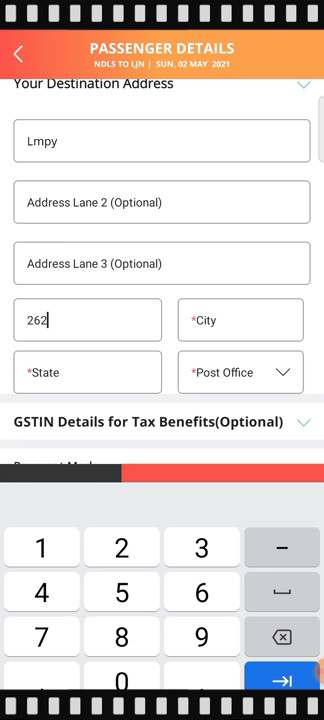 PASSENGER DETAILS
NDLS TO LJN | SUN, 02 MAY 2021
Your Destination Address
Lmpy
Address Lane 2 (Optional)
Address Lane 3 (Optional)
262
*City
*State
*Post Office
GSTIN Details for Tax Benefits(Optional)
1 2 3 –
4 5 6
7 8 9
0